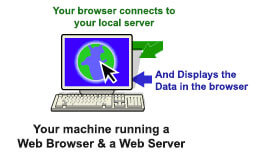 Your browser connects to
your local server
And Displays the
Data in the browser
Your machine running a
Web Browser & a Web Server